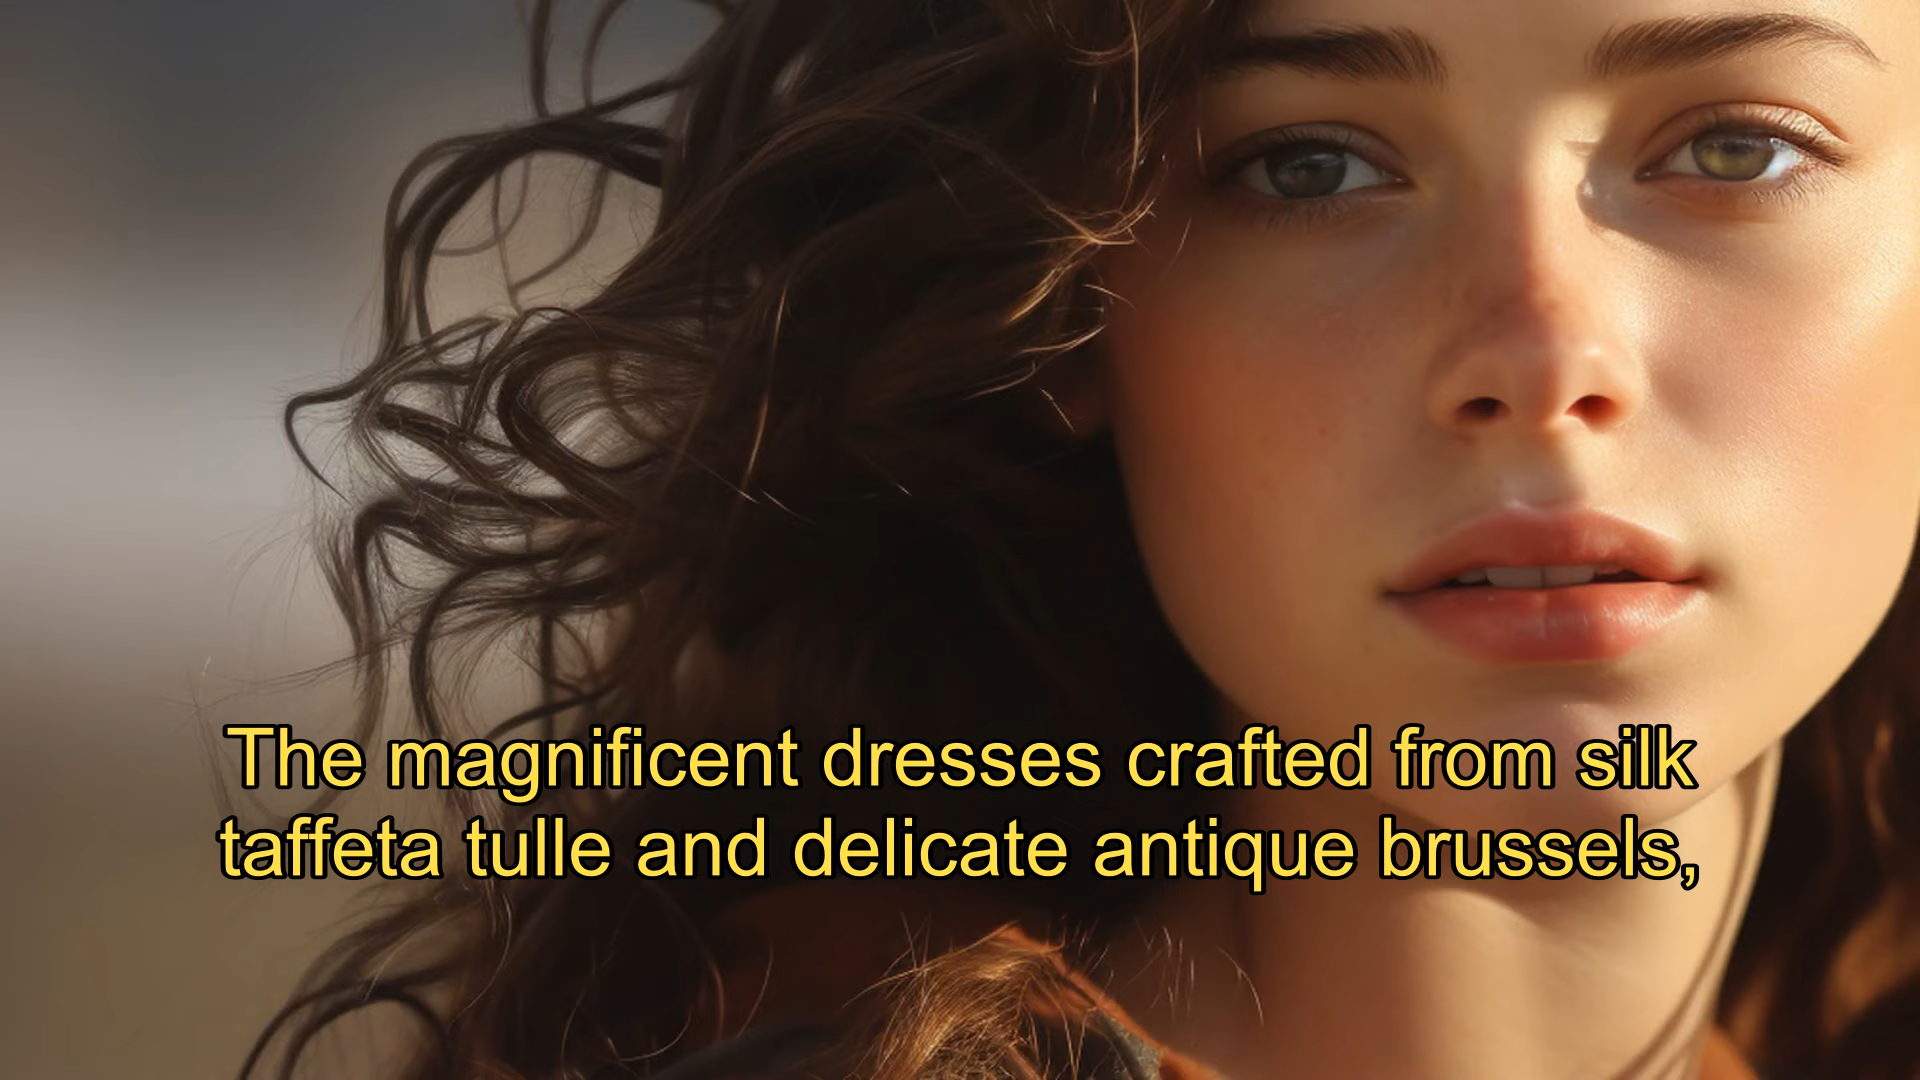 The magnificent dresses crafted from silk
taffeta tulle and delicate antique brussels,